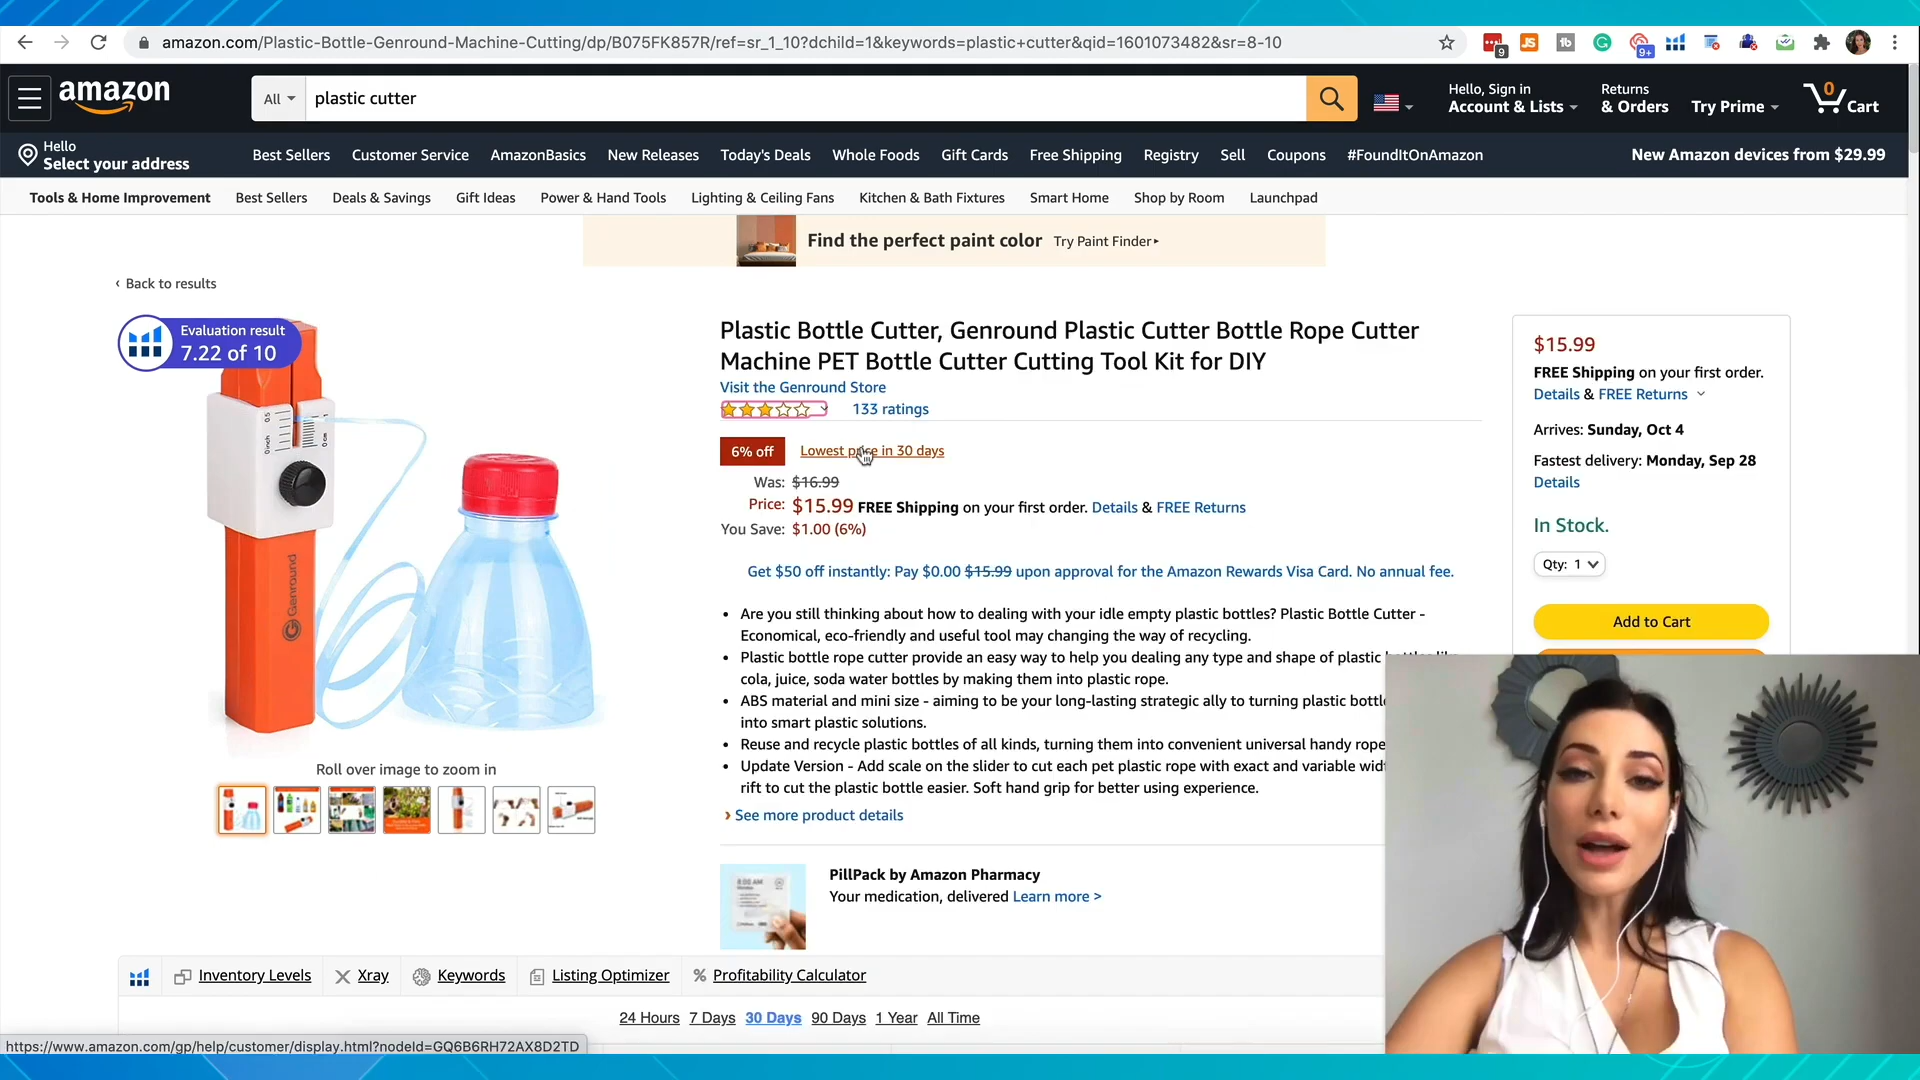 amazon.com/Plastic-Bottle-Genround-Machine-Cutting/dp/B075FK857R/ref=sr_1_10?dchild=1&keywords=plastic+cutter&qid=1601073482&sr=8-10
9
JS
tb
9+
amazon
All
plastic cutter
Hello, Sign in
Account & Lists
Returns
& Orders
Try Prime
0
Cart
Hello
Select your address
Best Sellers
Customer Service
AmazonBasics
New Releases
Today's Deals
Whole Foods
Gift Cards
Free Shipping
Registry
Sell
Coupons
#FoundItOnAmazon
New Amazon devices from $29.99
Tools & Home Improvement
Best Sellers
Deals & Savings
Gift Ideas
Power & Hand Tools
Lighting & Ceiling Fans
Kitchen & Bath Fixtures
Smart Home
Shop by Room
Launchpad
Find the perfect paint color Try Paint Finder
‹ Back to results
Evaluation result
7.22 of 10
Genround
Roll over image to zoom in
Plastic Bottle Cutter, Genround Plastic Cutter Bottle Rope Cutter
Machine PET Bottle Cutter Cutting Tool Kit for DIY
Visit the Genround Store
133 ratings
6% off
Lowest price in 30 days
Was: $16.99
Price: $15.99 FREE Shipping on your first order. Details & FREE Returns
You Save: $1.00 (6%)
Get $50 off instantly: Pay $0.00 $15.99 upon approval for the Amazon Rewards Visa Card. No annual fee.
• Are you still thinking about how to dealing with your idle empty plastic bottles? Plastic Bottle Cutter -
Economical, eco-friendly and useful tool may changing the way of recycling.
• Plastic bottle rope cutter provide an easy way to help you dealing any type and shape of plastic
cola, juice, soda water bottles by making them into plastic rope.
• ABS material and mini size - aiming to be your long-lasting strategic ally to turning plastic bottl
into smart plastic solutions.
• Reuse and recycle plastic bottles of all kinds, turning them into convenient universal handy rope
• Update Version - Add scale on the slider to cut each pet plastic rope with exact and variable wid
rift to cut the plastic bottle easier. Soft hand grip for better using experience.
› See more product details
PillPack by Amazon Pharmacy
Your medication, delivered Learn more >
$15.99
FREE Shipping on your first order.
Details & FREE Returns
Arrives: Sunday, Oct 4
Fastest delivery: Monday, Sep 28
Details
In Stock.
Qty: 1
Add to Cart
Inventory Levels
Xray
Keywords
Listing Optimizer
% Profitability Calculator
24 Hours
7 Days
30 Days
90 Days
1 Year
All Time
https://www.amazon.com/gp/help/customer/display.html?nodeId=GQ6B6RH72AX8D2TD